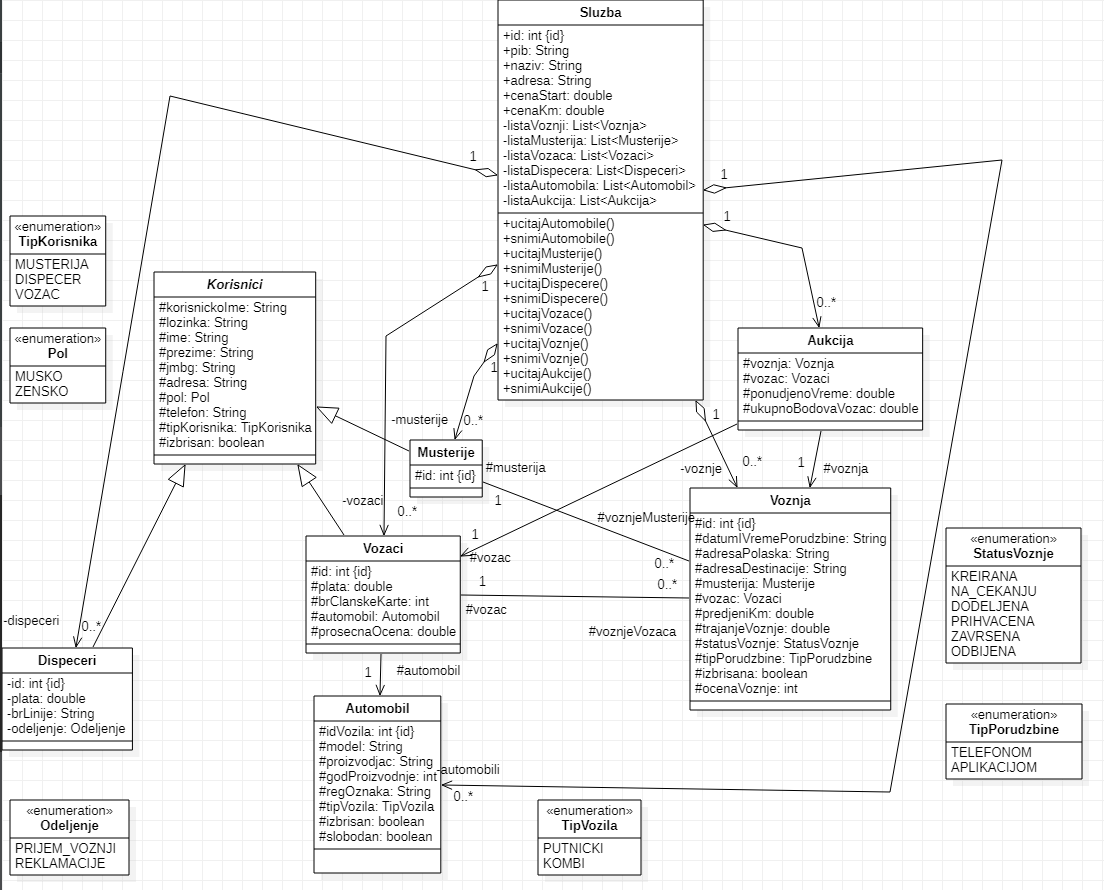 Sluzba
+id: int {id}
+pib: String
+naziv: String
+adresa: String
+cenaStart: double
+cenaKm: double
-listaVoznji: List<Voznja>
-listaMusterija: List<Musterije>
-listaVozaca: List<Vozaci>
-listaDispecera: List<Dispeceri>
-listaAutomobila: List<Automobil>
-listaAukcija: List<Aukcija>
+ucitajAutomobile()
+snimiAutomobile()
+ucitajMusterije()
+snimiMusterije()
+ucitajDispecere()
+snimiDispecere()
+ucitajVozace()
+snimiVozace()
+ucitajVoznje()
+snimiVoznje()
+ucitajAukcije()
+snimiAukcije()
1
1
1
1
1
1
«enumeration»
TipKorisnika
MUSTERIJA
DISPECER
VOZAC
«enumeration»
Pol
MUSKO
ZENSKO
Korisnici
#korisnickoIme: String
#lozinka: String
#ime: String
#prezime: String
#jmbg: String
#adresa: String
#pol: Pol
#telefon: String
#tipKorisnika: TipKorisnika
#izbrisan: boolean
0..*
Aukcija
#voznja: Voznja
#vozac: Vozaci
#ponudjenoVreme: double
#ukupnoBodovaVozac: double
-musterije
0..*
Musterije
#id: int {id}
#musterija
1
-voznje
0..*
1
#voznja
-vozaci
0..*
#voznjeMusterije
0..*
Voznja
#id: int {id}
#datumIVremePorudzbine: String
#adresaPolaska: String
#adresaDestinacije: String
#musterija: Musterije
#vozac: Vozaci
#predjeniKm: double
#trajanjeVoznje: double
#statusVoznje: StatusVoznje
#tipPorudzbine: TipPorudzbine
#izbrisana: boolean
#ocenaVoznje: int
Vozaci
#id: int {id}
#plata: double
#brClanskeKarte: int
#automobil: Automobil
#prosecnaOcena: double
1
#vozac
1
#vozac
0..*
#voznjeVozaca
«enumeration»
StatusVoznje
KREIRANA
NA_CEKANJU
DODELJENA
PRIHVACENA
ZAVRSENA
ODBIJENA
-dispeceri
0..*
Dispeceri
-id: int {id}
-plata: double
-brLinije: String
-odeljenje: Odeljenje
1
#automobil
Automobil
#idVozila: int {id}
#model: String
#proizvodjac: String
#godProizvodnje: int
#regOznaka: String
#tipVozila: TipVozila
#izbrisan: boolean
#slobodan: boolean
-automobili
0..*
«enumeration»
TipPorudzbine
TELEFONOM
APLIKACIJOM
«enumeration»
Odeljenje
PRIJEM_VOZNJI
REKLAMACIJE
«enumeration»
TipVozila
PUTNICKI
KOMBI